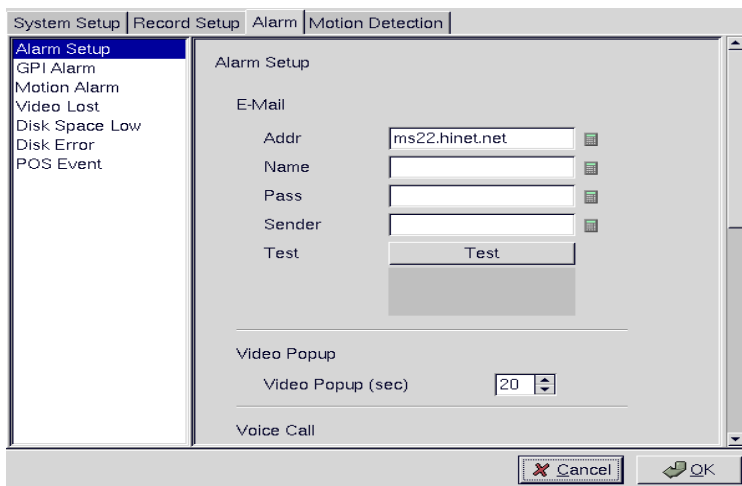 System Setup Record Setup Alarm Motion Detection
Alarm Setup
GPI Alarm
Motion Alarm
Video Lost
Disk Space Low
Disk Error
POS Event
Alarm Setup
E-Mail
Addr ms22.hinet.net
Name
Pass
Sender
Test Test
Video Popup
Video Popup (sec) 20
Voice Call
Cancel OK